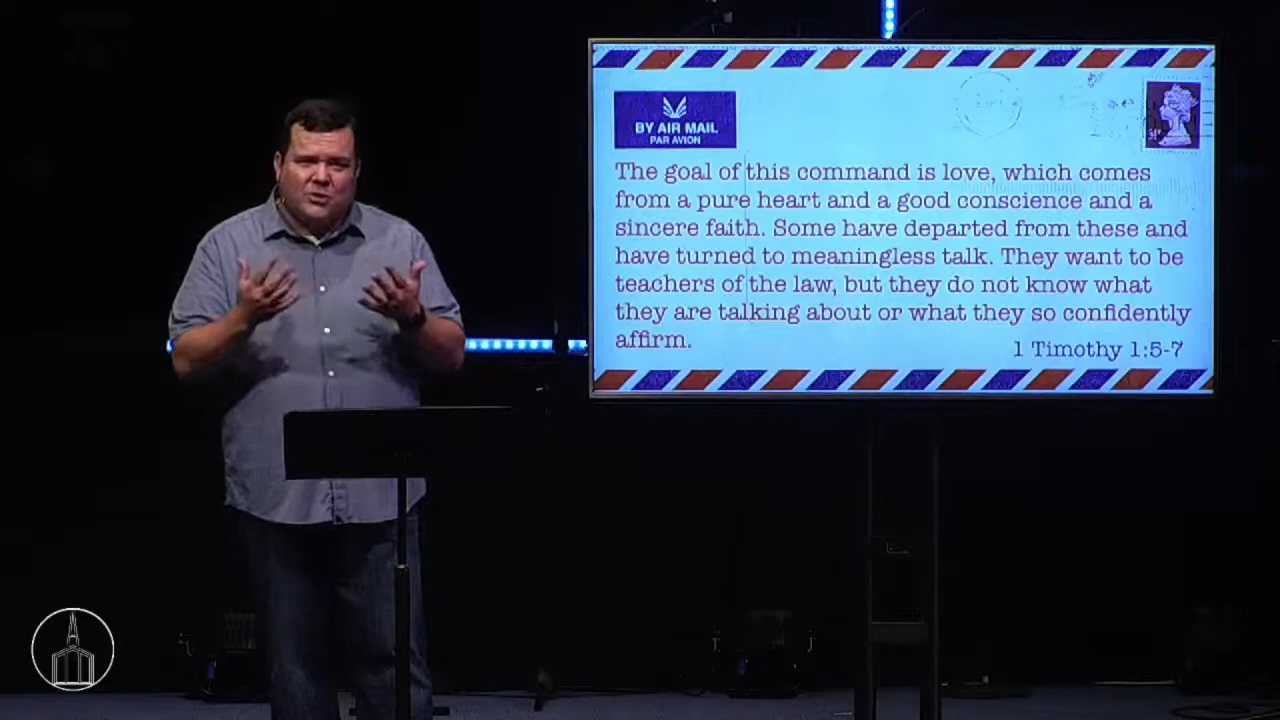 BY AIR MAIL
PAR AVION
The goal of this command is love, which comes
from a pure heart and a good conscience and a
sincere faith. Some have departed from these and
have turned to meaningless talk. They want to be
teachers of the law, but they do not know what
they are talking about or what they so confidently
affirm.
1 Timothy 1:5-7